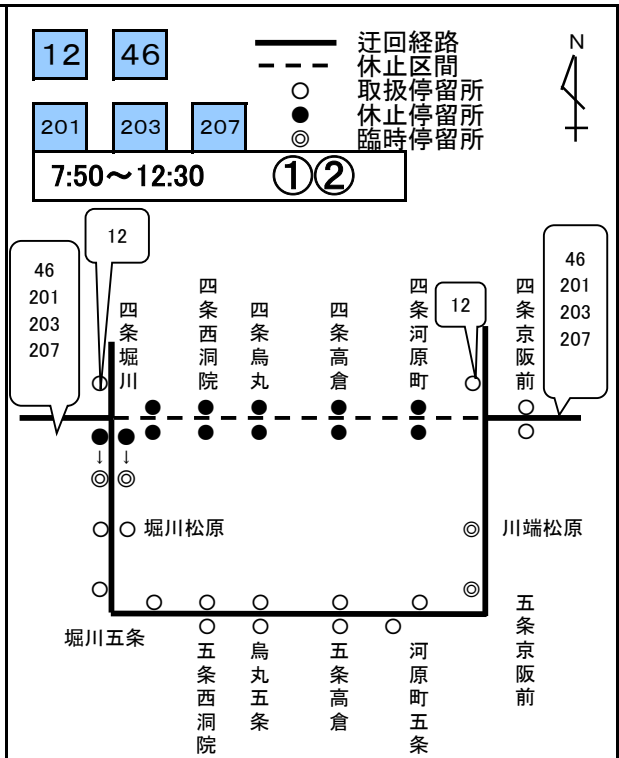 12 46
201 203 207
迂回経路
休止区間
取扱停留所
休止停留所
臨時停留所
N
7:50～12:30 ①②
12
46
201
203
207
四条堀川
四条西洞院
四条烏丸
四条高倉
四条河原町
12
四条京阪前
46
201
203
207
↓ ↓
堀川松原
川端松原
堀川五条
五条西洞院
烏丸五条
五条高倉
河原町五条
五条京阪前